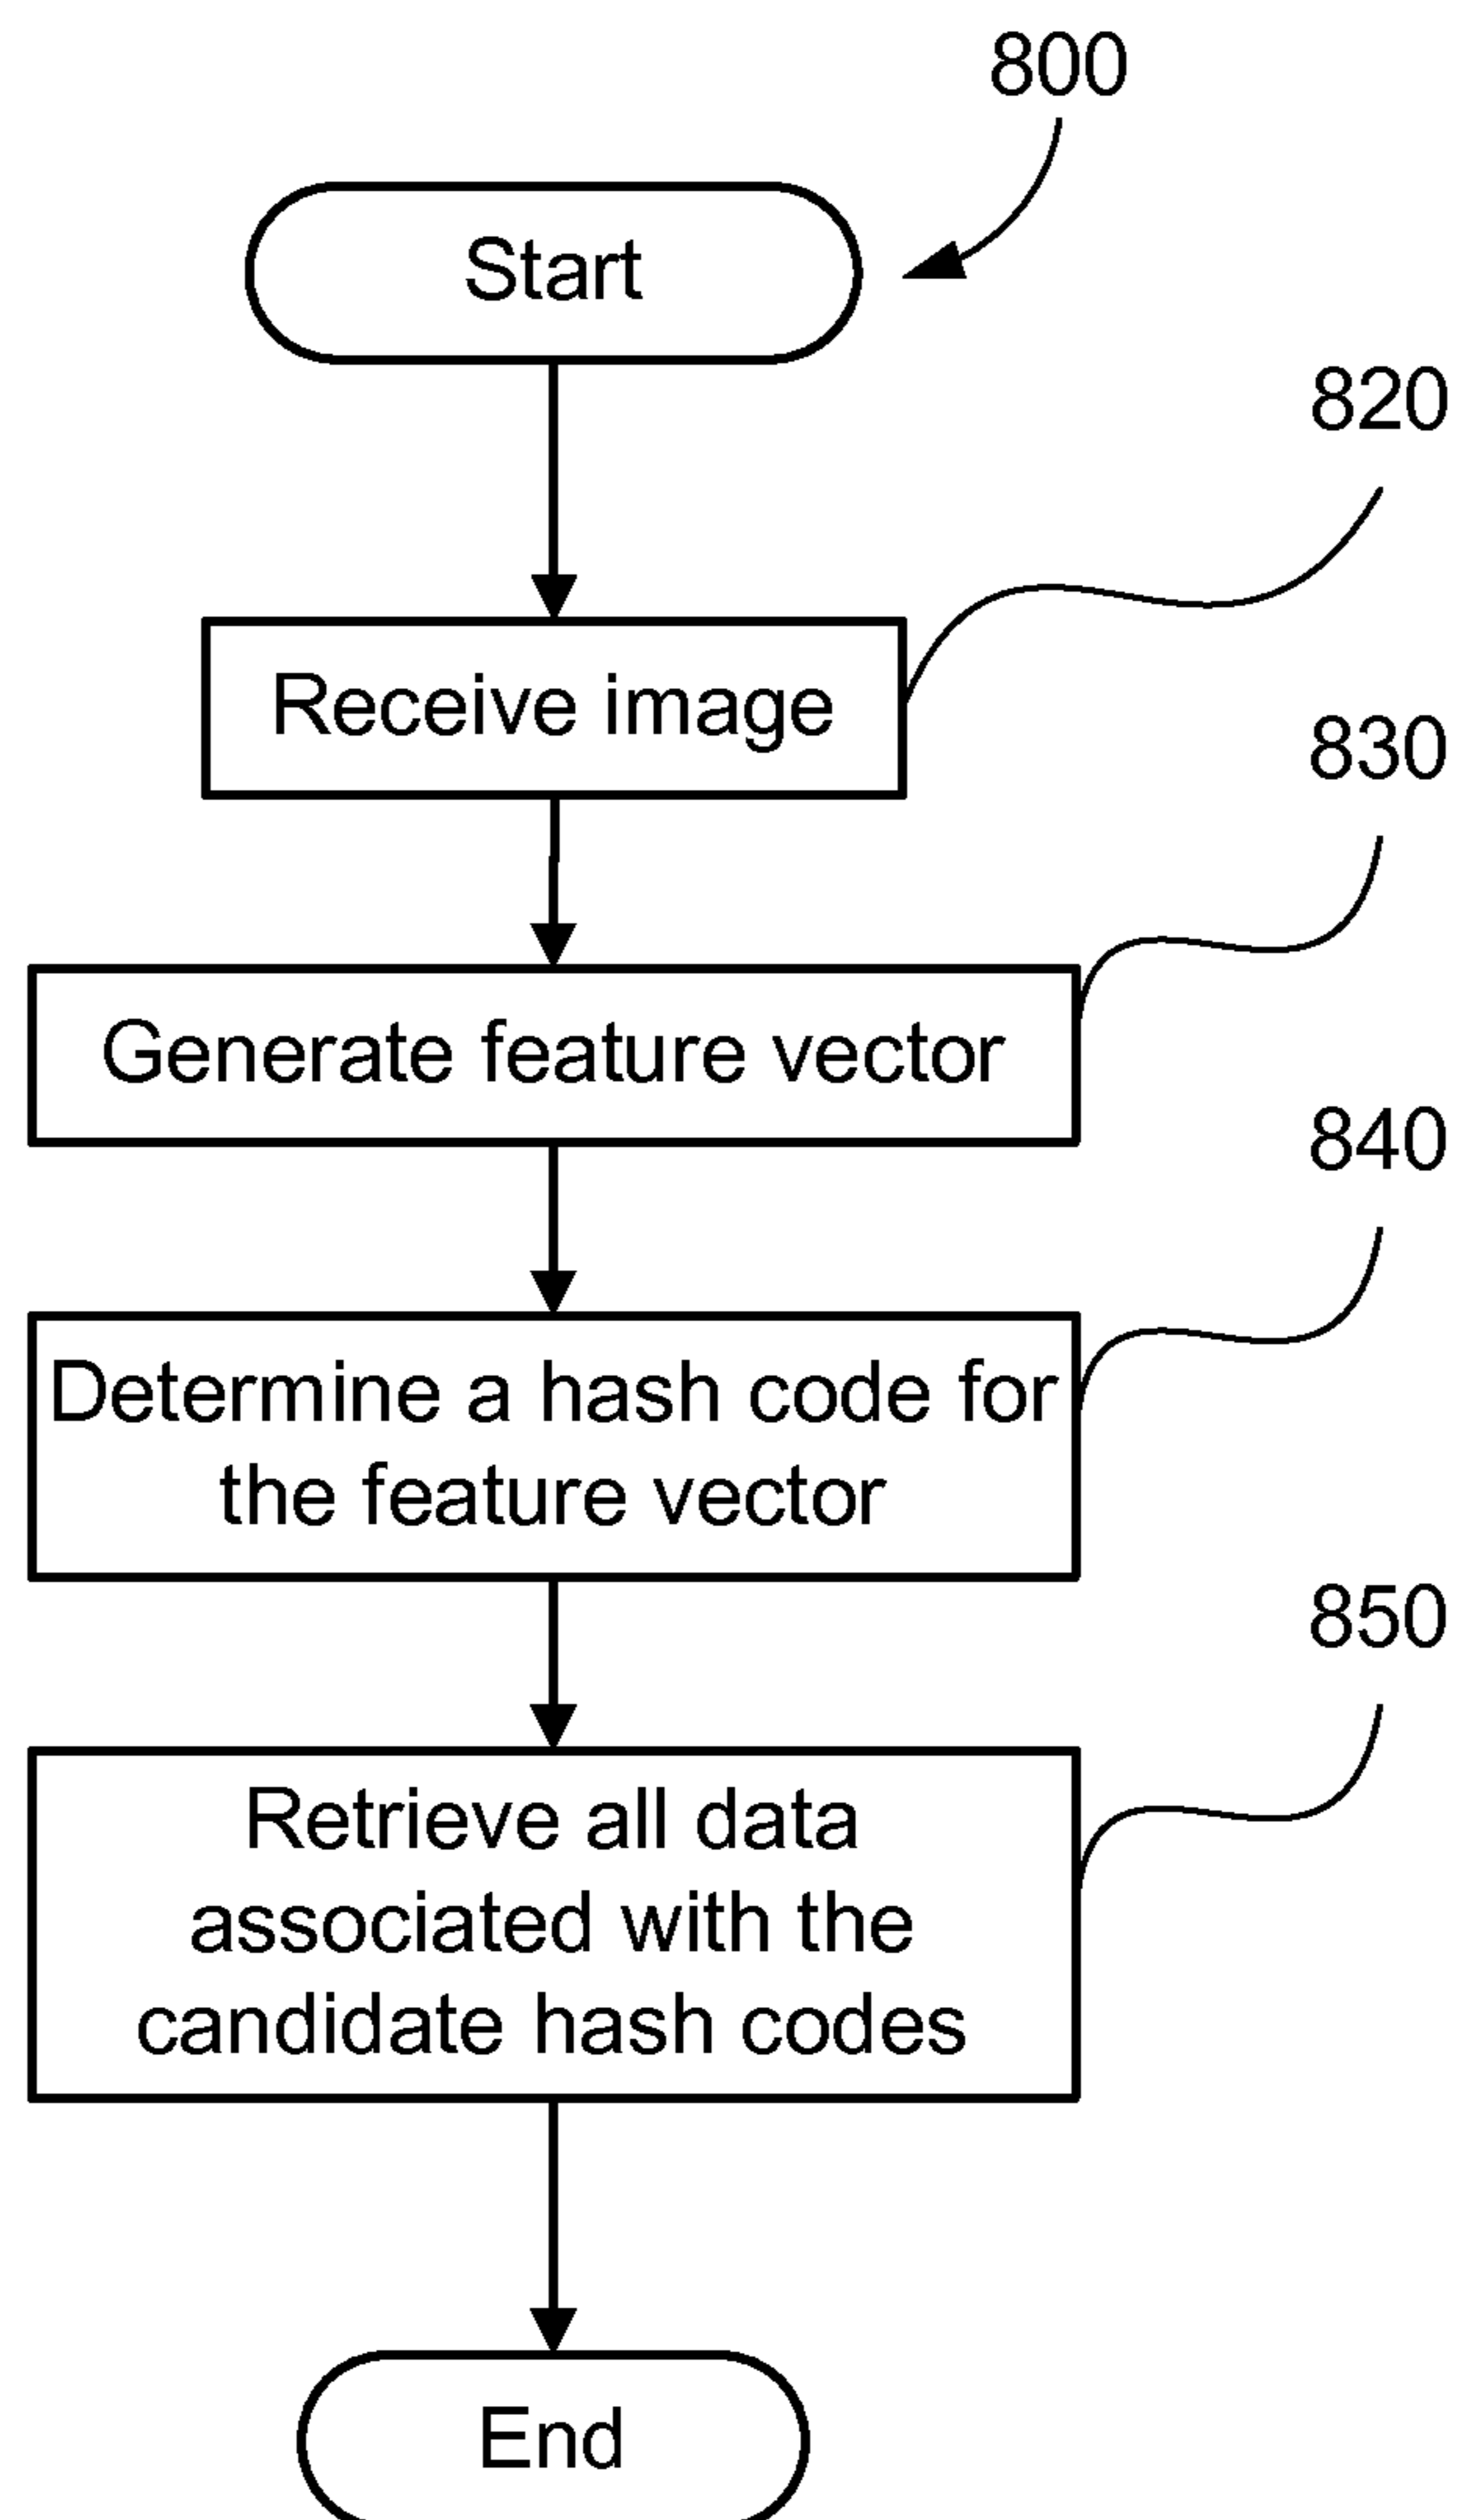 800
Start
820
Receive image
830
Generate feature vector
840
Determine a hash code for
the feature vector
850
Retrieve all data
associated with the
candidate hash codes
End